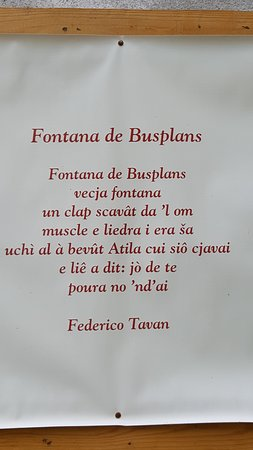 Fontana de Busplans
Fontana de Busplans
vecja fontana
un clap scavât da 'l om
muscle e liedra i era ša
uchì al à bevût Atila cui siô cjavai
e liê a dit: jò de te
poura no 'nd'ai
Federico Tavan